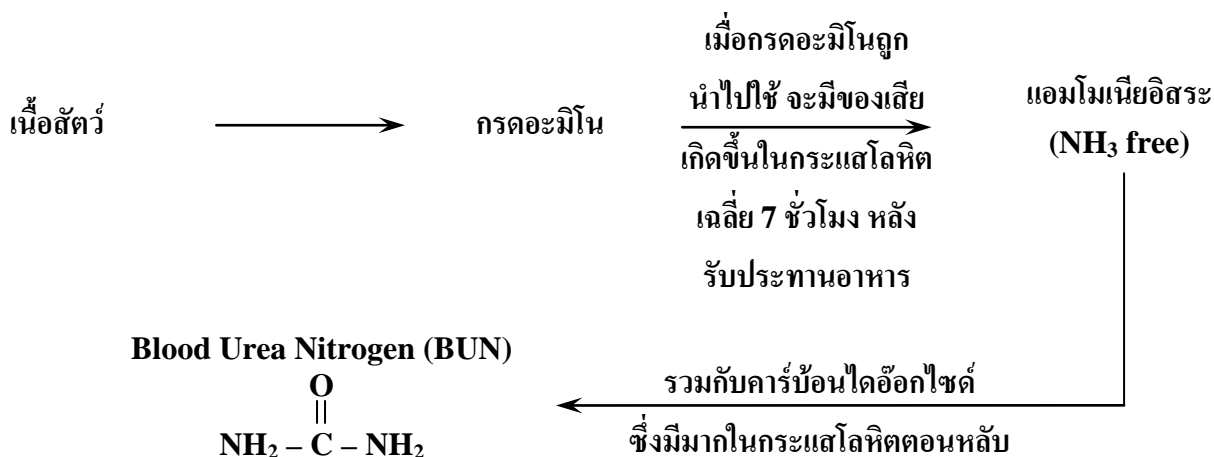 เนื้อสัตว์
กรดอะมิโน
เมื่อกรดอะมิโนถูก
นำไปใช้ จะมีของเสีย
เกิดขึ้นในกระแสโลหิต
เฉลี่ย 7 ชั่วโมง หลัง
รับประทานอาหาร
แอมโมเนียอิสระ
(NH₃ free)
รวมกับคาร์บ้อนไดอ๊อกไซด์
ซึ่งมีมากในกระแสโลหิตตอนหลับ
Blood Urea Nitrogen (BUN)
O
||
NH₂ – C – NH₂